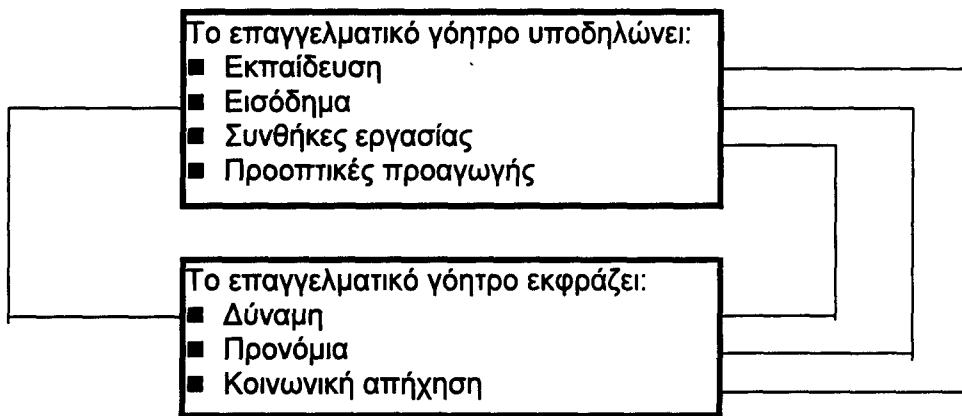 Το επαγγελματικό γόητρο υποδηλώνει:
■ Εκπαίδευση
■ Εισόδημα
■ Συνθήκες εργασίας
■ Προοπτικές προαγωγής
Το επαγγελματικό γόητρο εκφράζει:
■ Δύναμη
■ Προνόμια
■ Κοινωνική απήχηση